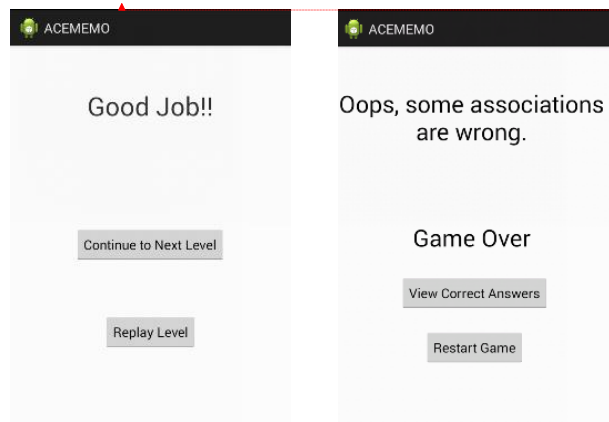 ACEMEMO
Good Job!!
Continue to Next Level
Replay Level
ACEMEMO
Oops, some associations
are wrong.
Game Over
View Correct Answers
Restart Game